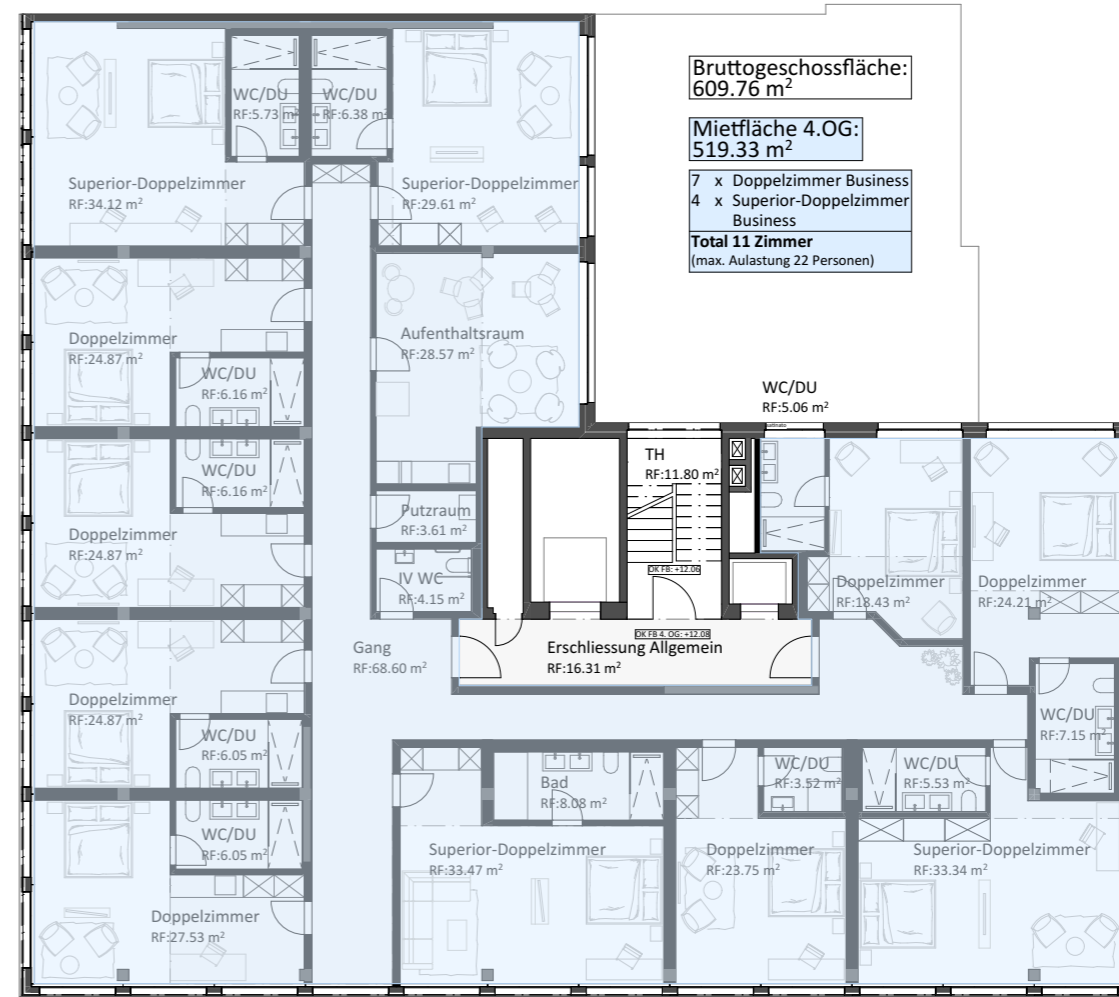 Bruttogeschossfläche:
609.76 m²
Mietfläche 4.OG:
519.33 m²
7 x Doppelzimmer Business
4 x Superior-Doppelzimmer
Business
Total 11 Zimmer
(max. Aulastung 22 Personen)
WC/DU
RF:5.73 m²
WC/DU
RF:6.38 m²
Superior-Doppelzimmer
RF:34.12 m²
Superior-Doppelzimmer
RF:29.61 m²
Doppelzimmer
RF:24.87 m²
WC/DU
RF:6.16 m²
Aufenthaltsraum
RF:28.57 m²
WC/DU
RF:5.06 m²
WC/DU
RF:6.16 m²
Doppelzimmer
RF:24.87 m²
TH
RF:11.80 m²
Putzraum
RF:3.61 m²
IV WC
RF:4.15 m²
OK FB: +12.06
Doppelzimmer
RF:18.43 m²
Doppelzimmer
RF:24.21 m²
OK FB 4. OG: +12.08
Gang
RF:68.60 m²
Erschliessung Allgemein
RF:16.31 m²
Doppelzimmer
RF:24.87 m²
WC/DU
RF:6.05 m²
WC/DU
RF:7.15 m²
Bad
RF:8.08 m²
WC/DU
RF:3.52 m²
WC/DU
RF:5.53 m²
WC/DU
RF:6.05 m²
Superior-Doppelzimmer
RF:33.47 m²
Doppelzimmer
RF:23.75 m²
Superior-Doppelzimmer
RF:33.34 m²
Doppelzimmer
RF:27.53 m²